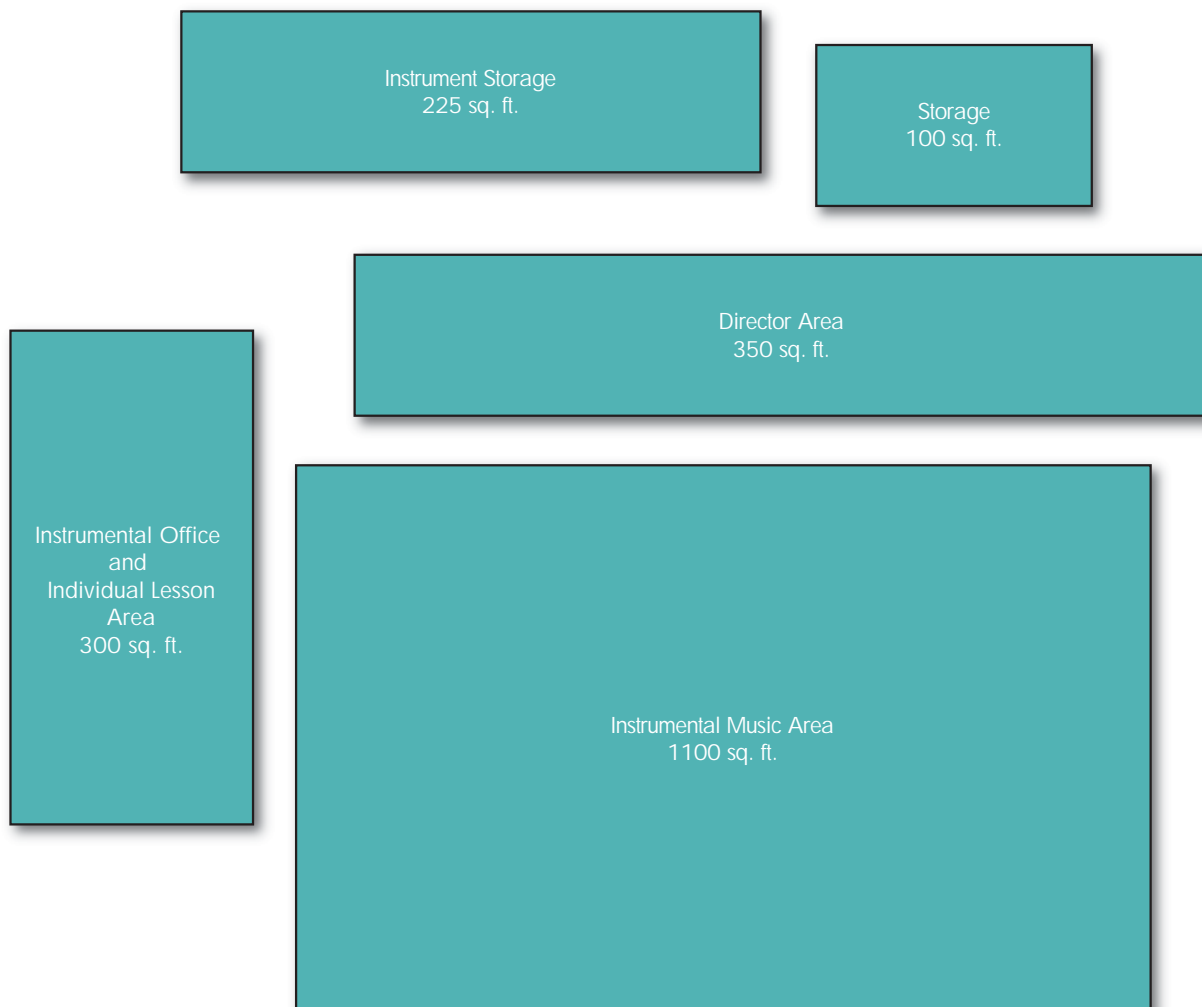 Instrument Storage
225 sq. ft.
Storage
100 sq. ft.
Director Area
350 sq. ft.
Instrumental Office
and
Individual Lesson
Area
300 sq. ft.
Instrumental Music Area
1100 sq. ft.